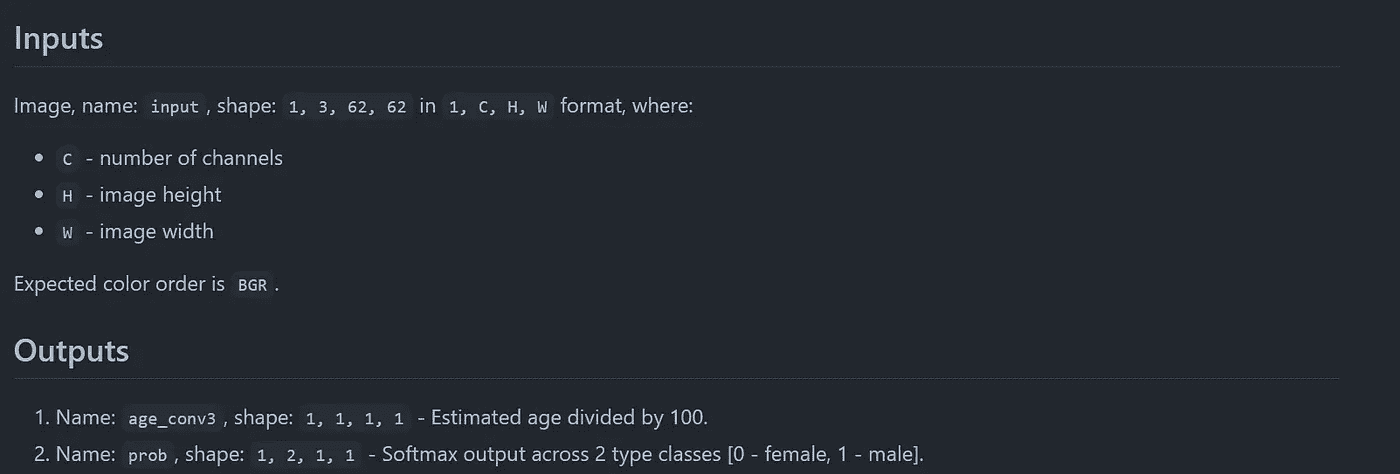 Inputs
Image, name: input, shape: 1, 3, 62, 62 in 1, C, H, W format, where:
• C - number of channels
• H - image height
• W - image width
Expected color order is BGR.
Outputs
1. Name: age_conv3, shape: 1, 1, 1, 1 - Estimated age divided by 100.
2. Name: prob, shape: 1, 2, 1, 1 - Softmax output across 2 type classes [0 - female, 1 - male].